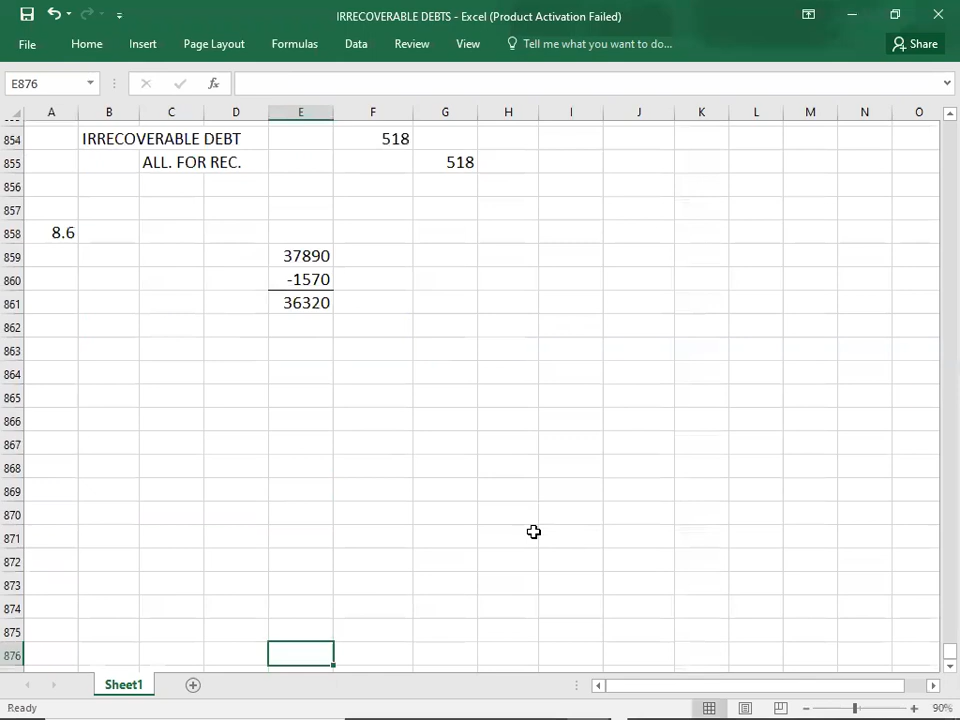 IRRECOVERABLE DEBTS - Excel (Product Activation Failed)
File Home Insert Page Layout Formulas Data Review View Tell me what you want to do... Share
E876 fx
A B C D E F G H I J K L M N O
854 IRRECOVERABLE DEBT 518
855 ALL. FOR REC. 518
856
857
858 8.6
859 37890
860 -1570
861 36320
862
863
864
865
866
867
868
869
870
871
872
873
874
875
876
Sheet1
Ready 90%